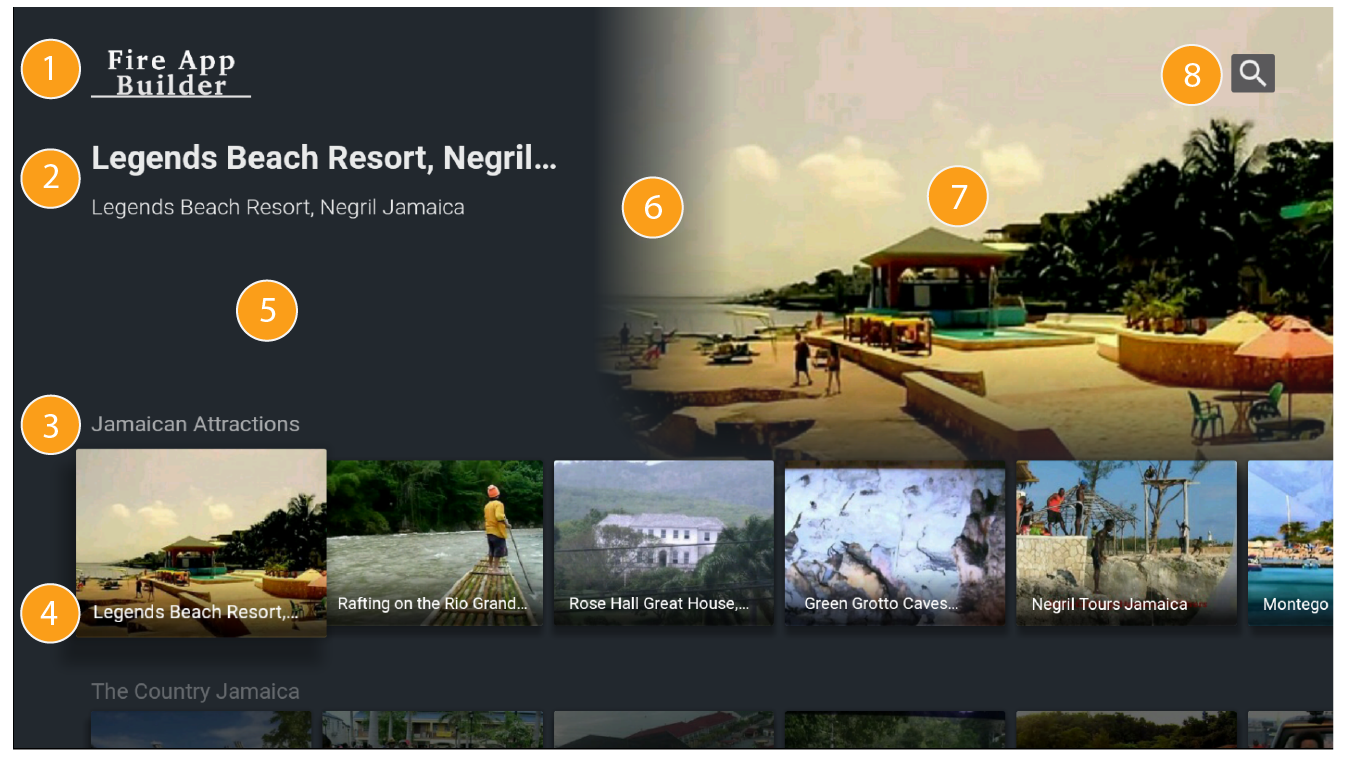 1
Fire App
Builder
8
2
Legends Beach Resort, Negril...
Legends Beach Resort, Negril Jamaica
6
7
5
3
Jamaican Attractions
4
Legends Beach Resort,...
Rafting on the Rio Grand...
Rose Hall Great House,...
Green Grotto Caves...
Negril Tours Jamaica
Montego
The Country Jamaica